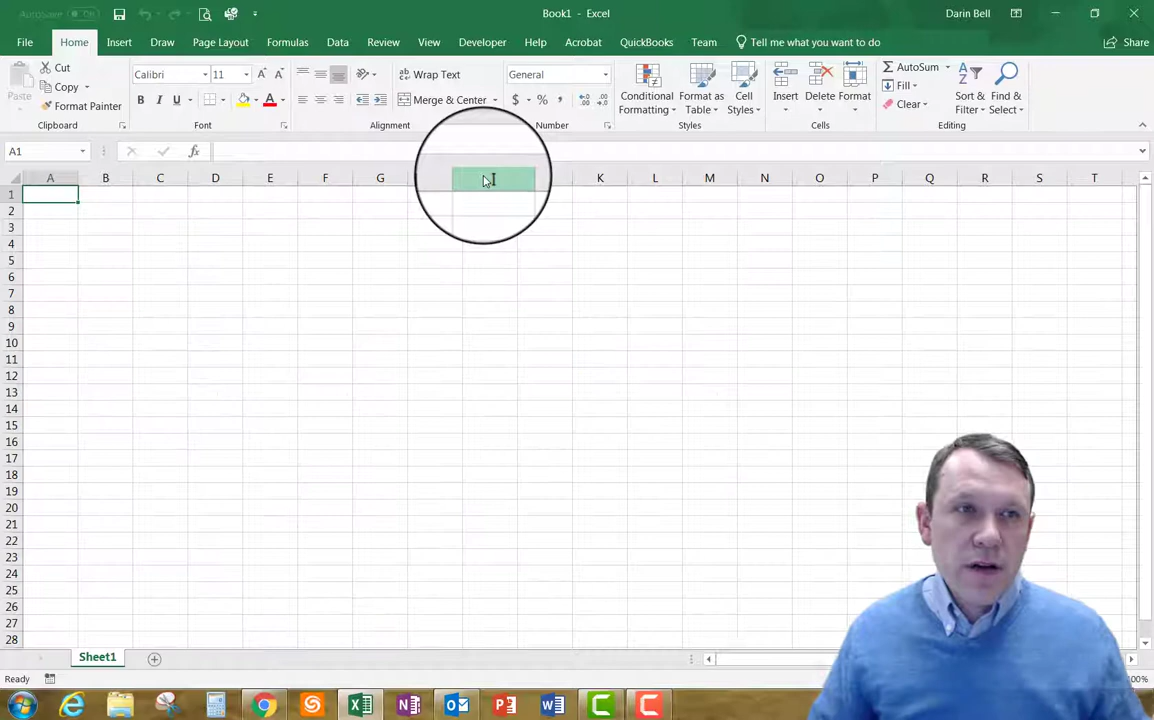 AutoSave Off
Book1 - Excel
Darin Bell
File Home Insert Draw Page Layout Formulas Data Review View Developer Help Acrobat QuickBooks Team Tell me what you want to do Share
Paste Cut Copy Format Painter Clipboard
Calibri 11 B I U A Font
Wrap Text Merge & Center Alignment
General $ % , Number
Conditional Formatting Format as Table Cell Styles Styles
Insert Delete Format Cells
AutoSum Fill Clear Sort & Filter Find & Select Editing
A1 fx
A B C D E F G I K L M N O P Q R S T
1
2
3
4
5
6
7
8
9
10
11
12
13
14
15
16
17
18
19
20
21
22
23
24
25
26
27
28
Sheet1
Ready 100%